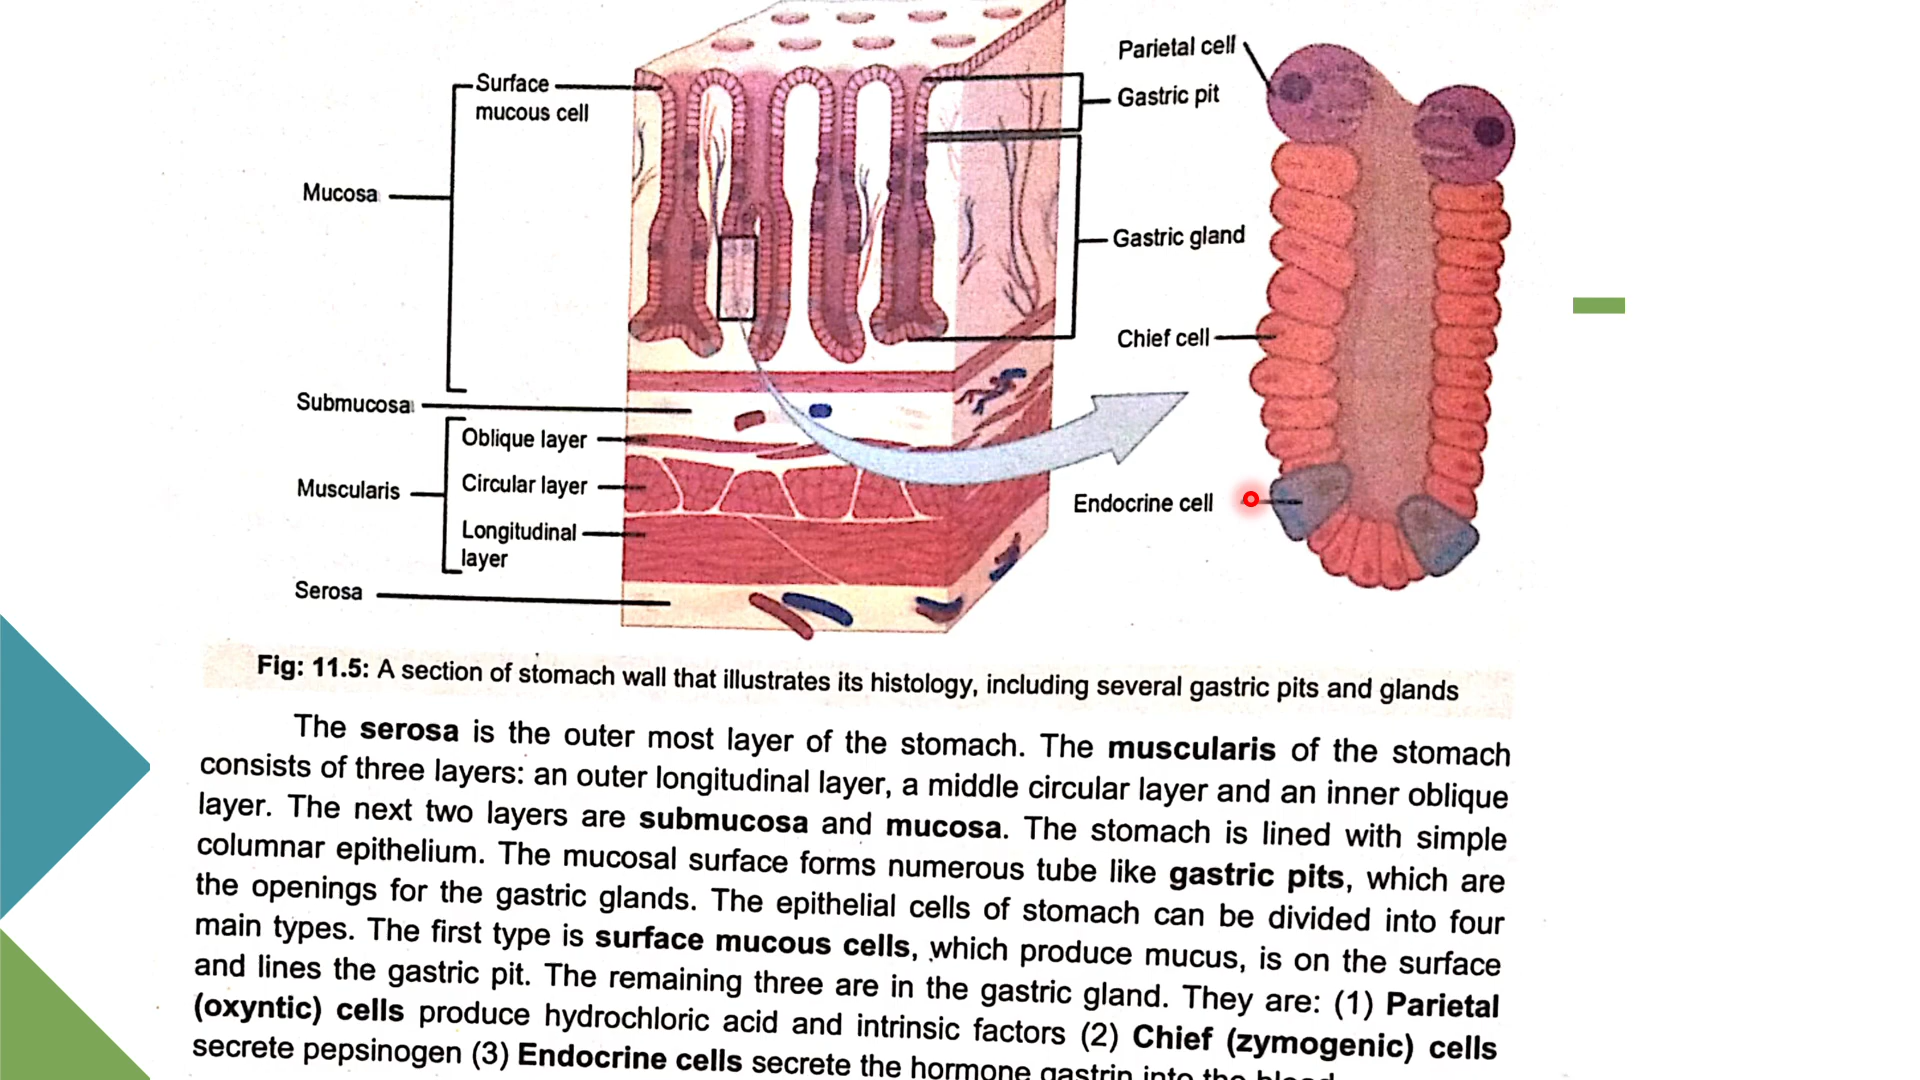 Surface
mucous cell
Mucosa
Submucosa
Oblique layer
Circular layer
Muscularis
Longitudinal
layer
Serosa
Parietal cell
Gastric pit
Gastric gland
Chief cell
Endocrine cell
Fig: 11.5: A section of stomach wall that illustrates its histology, including several gastric pits and glands
The serosa is the outer most layer of the stomach. The muscularis of the stomach
consists of three layers: an outer longitudinal layer, a middle circular layer and an inner oblique
layer. The next two layers are submucosa and mucosa. The stomach is lined with simple
columnar epithelium. The mucosal surface forms numerous tube like gastric pits, which are
the openings for the gastric glands. The epithelial cells of stomach can be divided into four
main types. The first type is surface mucous cells, which produce mucus, is on the surface
and lines the gastric pit. The remaining three are in the gastric gland. They are: (1) Parietal
(oxyntic) cells produce hydrochloric acid and intrinsic factors (2) Chief (zymogenic) cells
secrete pepsinogen (3) Endocrine cells secrete the hormone gastrin into the blood